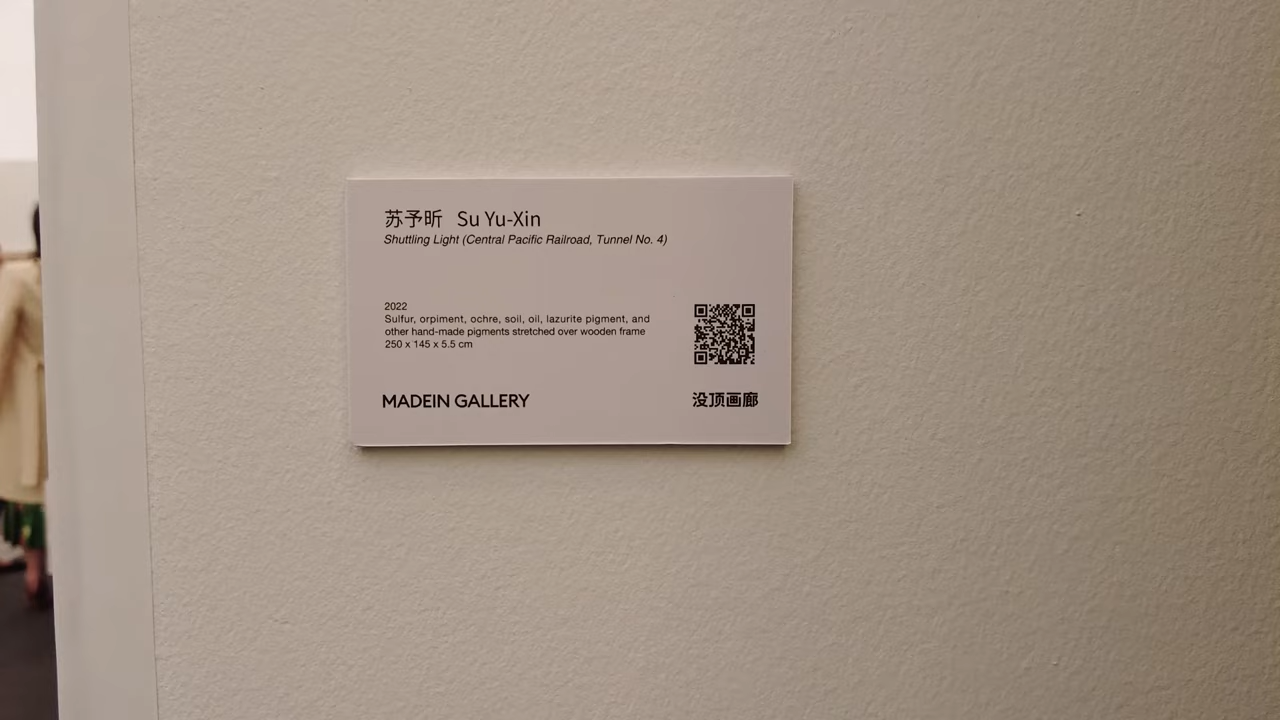 苏予昕 Su Yu-Xin
Shuttling Light (Central Pacific Railroad, Tunnel No. 4)
2022
Sulfur, orpiment, ochre, soil, oil, lazurite pigment, and
other hand-made pigments stretched over wooden frame
250 x 145 x 5.5 cm
MADEIN GALLERY 没顶画廊